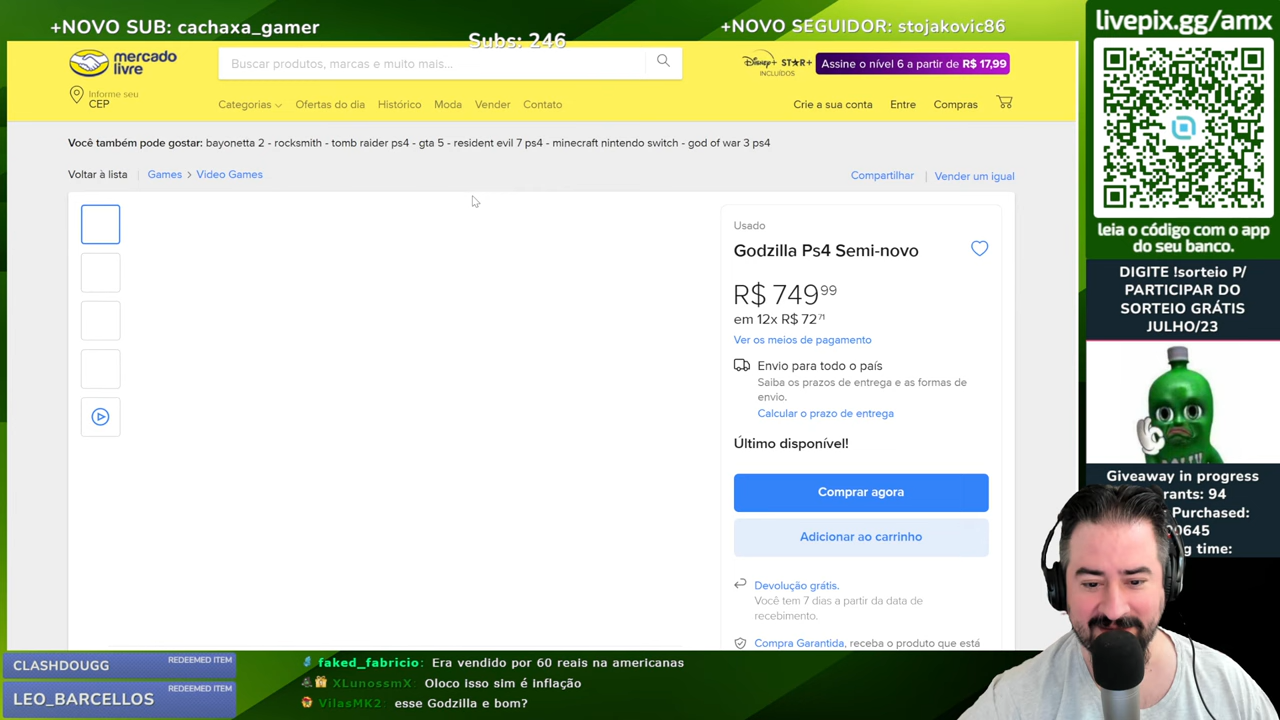 +NOVO SUB: cachaxa_gamer
Subs: 246
+NOVO SEGUIDOR: stojakovic86
livepix.gg/amx
mercado
livre
Buscar produtos, marcas e muito mais...
Disney+ STAR+
INCLUÍDOS
Assine o nível 6 a partir de R$ 17,99
Informe seu
CEP
Categorias
Ofertas do dia
Histórico
Moda
Vender
Contato
Crie a sua conta
Entre
Compras
Você também pode gostar: bayonetta 2 - rocksmith - tomb raider ps4 - gta 5 - resident evil 7 ps4 - minecraft nintendo switch - god of war 3 ps4
Voltar à lista
Games > Video Games
Compartilhar
Vender um igual
Usado
Godzilla Ps4 Semi-novo
R$ 749 99
em 12x R$ 72 71
Ver os meios de pagamento
Envio para todo o país
Saiba os prazos de entrega e as formas de
envio.
Calcular o prazo de entrega
Último disponível!
Comprar agora
Adicionar ao carrinho
Devolução grátis.
Você tem 7 dias a partir da data de
recebimento.
Compra Garantida, receba o produto que está
leia o código com o app
do seu banco.
DIGITE !sorteio P/
PARTICIPAR DO
SORTEIO GRÁTIS
JULHO/23
Giveaway in progress
rants: 94
Purchased:
00645
g time:
CLASHDOUGG
REDEEMED ITEM
LEO_BARCELLOS
REDEEMED ITEM
faked_fabricio: Era vendido por 60 reais na americanas
XLunossmX: Oloco isso sim é inflação
VilasMK2: esse Godzilla e bom?